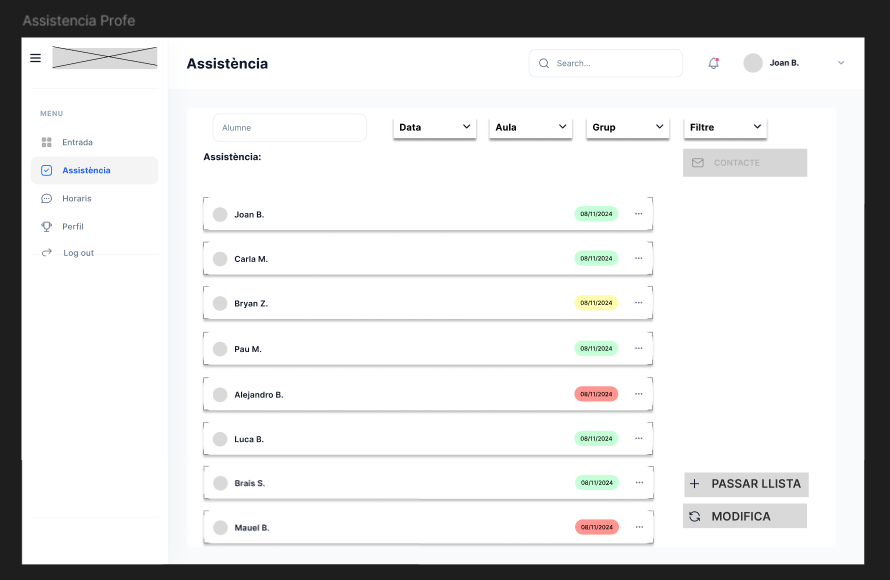 Assistencia Profe
Assistència
Search...
Joan B.
MENU
Entrada
Assistència
Horaris
Perfil
Log out
Alumne
Data
Aula
Grup
Filtre
Assistència:
CONTACTE
Joan B.
08/11/2024
Carla M.
08/11/2024
Bryan Z.
08/11/2024
Pau M.
08/11/2024
Alejandro B.
08/11/2024
Luca B.
08/11/2024
Brais S.
08/11/2024
Mauel B.
08/11/2024
PASSAR LLISTA
MODIFICA